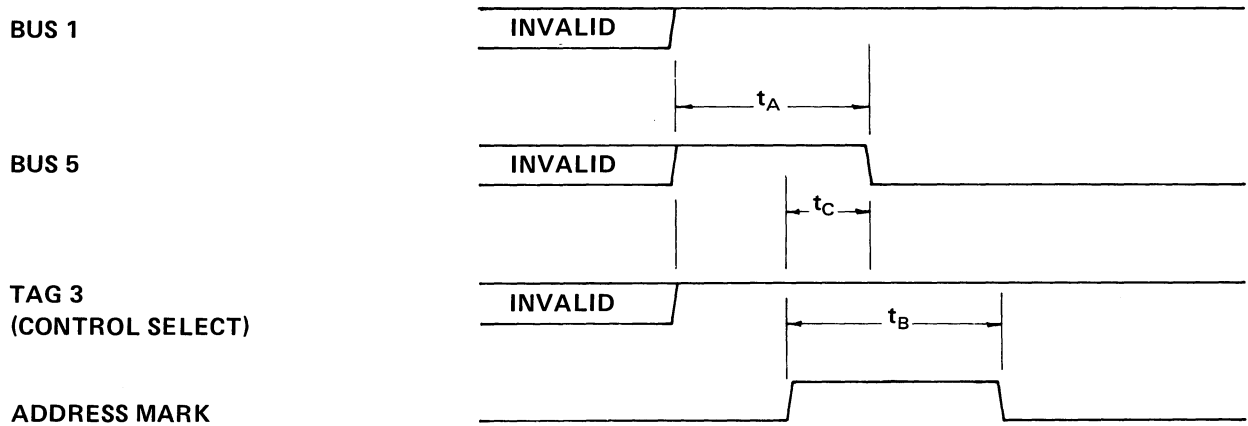 BUS 1
INVALID
tA
BUS 5
INVALID
tC
TAG 3
(CONTROL SELECT)
INVALID
tB
ADDRESS MARK